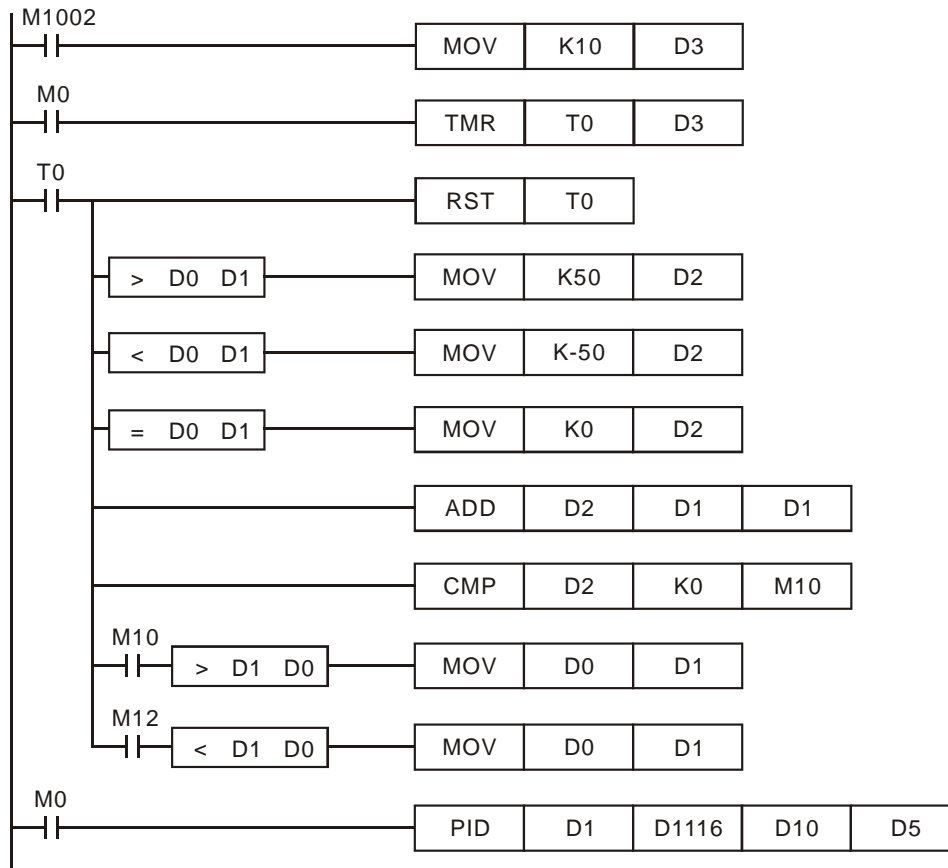 M1002
MOV K10 D3
M0
TMR T0 D3
T0
RST T0
> D0 D1 MOV K50 D2
< D0 D1 MOV K-50 D2
= D0 D1 MOV K0 D2
ADD D2 D1 D1
CMP D2 K0 M10
M10
> D1 D0 MOV D0 D1
M12
< D1 D0 MOV D0 D1
M0
PID D1 D1116 D10 D5